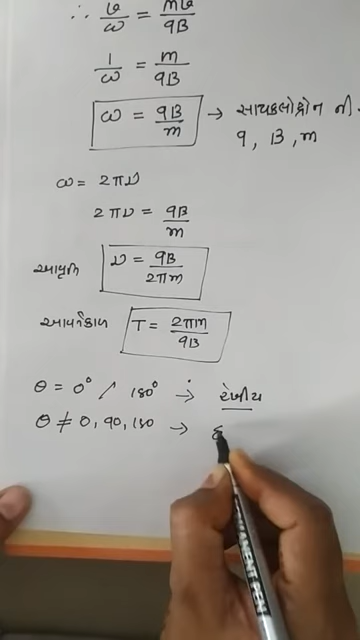 ∴ v/ω = mv/qB
1/ω = m/qB
ω = qB/m → સાયક્લોટ્રોન ની
q, B, m
ω = 2πν
2πν = qB/m
આવૃત્તિ ν = qB/2πm
આવર્તકાળ T = 2πm/qB
θ = 0° / 180° → રેખીય
θ ≠ 0, 90, 180 →